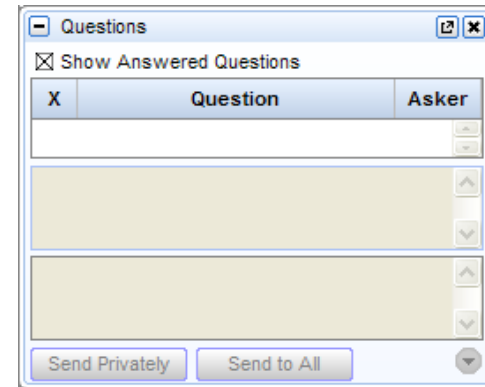 Questions
Show Answered Questions
X Question Asker
Send Privately Send to All